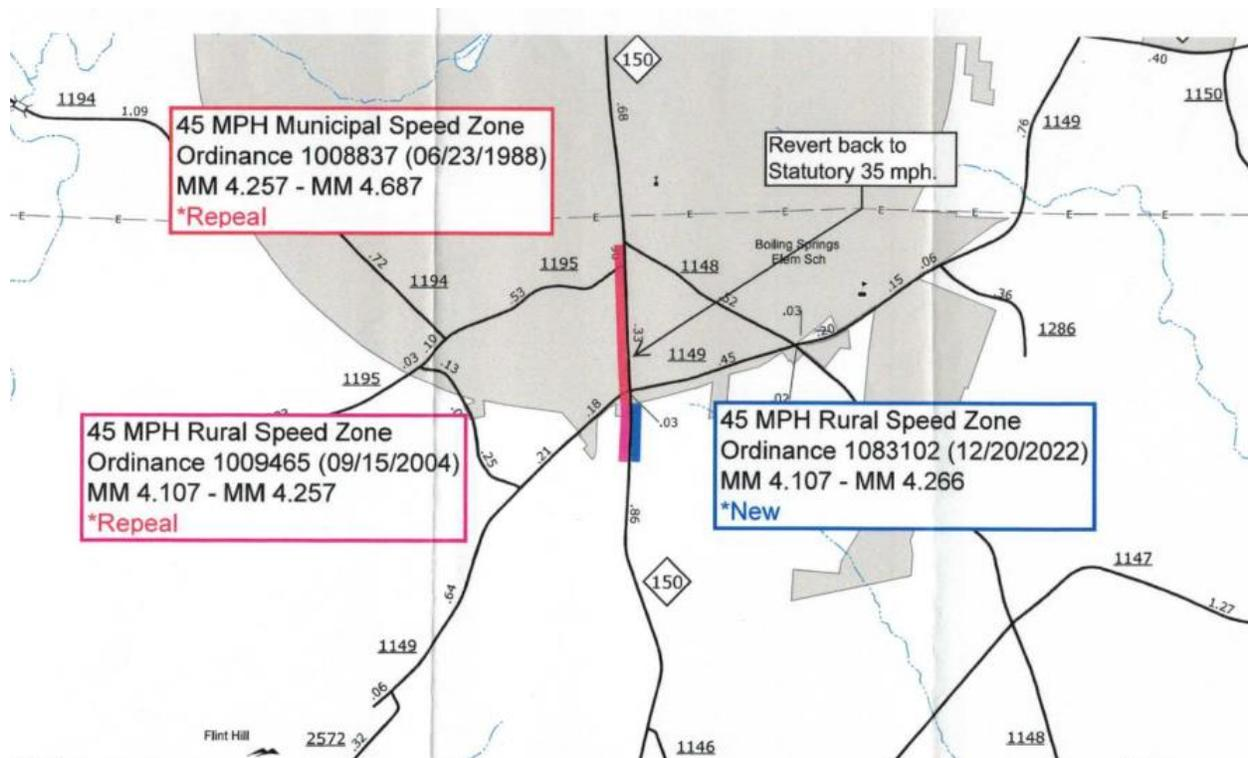 150
.40
1194
1.09
.68
1150
1149
.76
45 MPH Municipal Speed Zone
Ordinance 1008837 (06/23/1988)
MM 4.257 - MM 4.687
*Repeal
Revert back to
Statutory 35 mph.
E
E
E
E
E
E
E
E
Boiling Springs
Elem Sch
.72
1194
1195
.53
1148
.52
.06
.15
.36
.03
.33
.20
1286
.19
.03
.13
1149
.45
1195
.02
.18
.03
45 MPH Rural Speed Zone
Ordinance 1009465 (09/15/2004)
MM 4.107 - MM 4.257
*Repeal
45 MPH Rural Speed Zone
Ordinance 1083102 (12/20/2022)
MM 4.107 - MM 4.266
*New
.21
.25
.86
.64
150
1147
1.27
1149
.06
Flint Hill
2572
.32
1146
1148